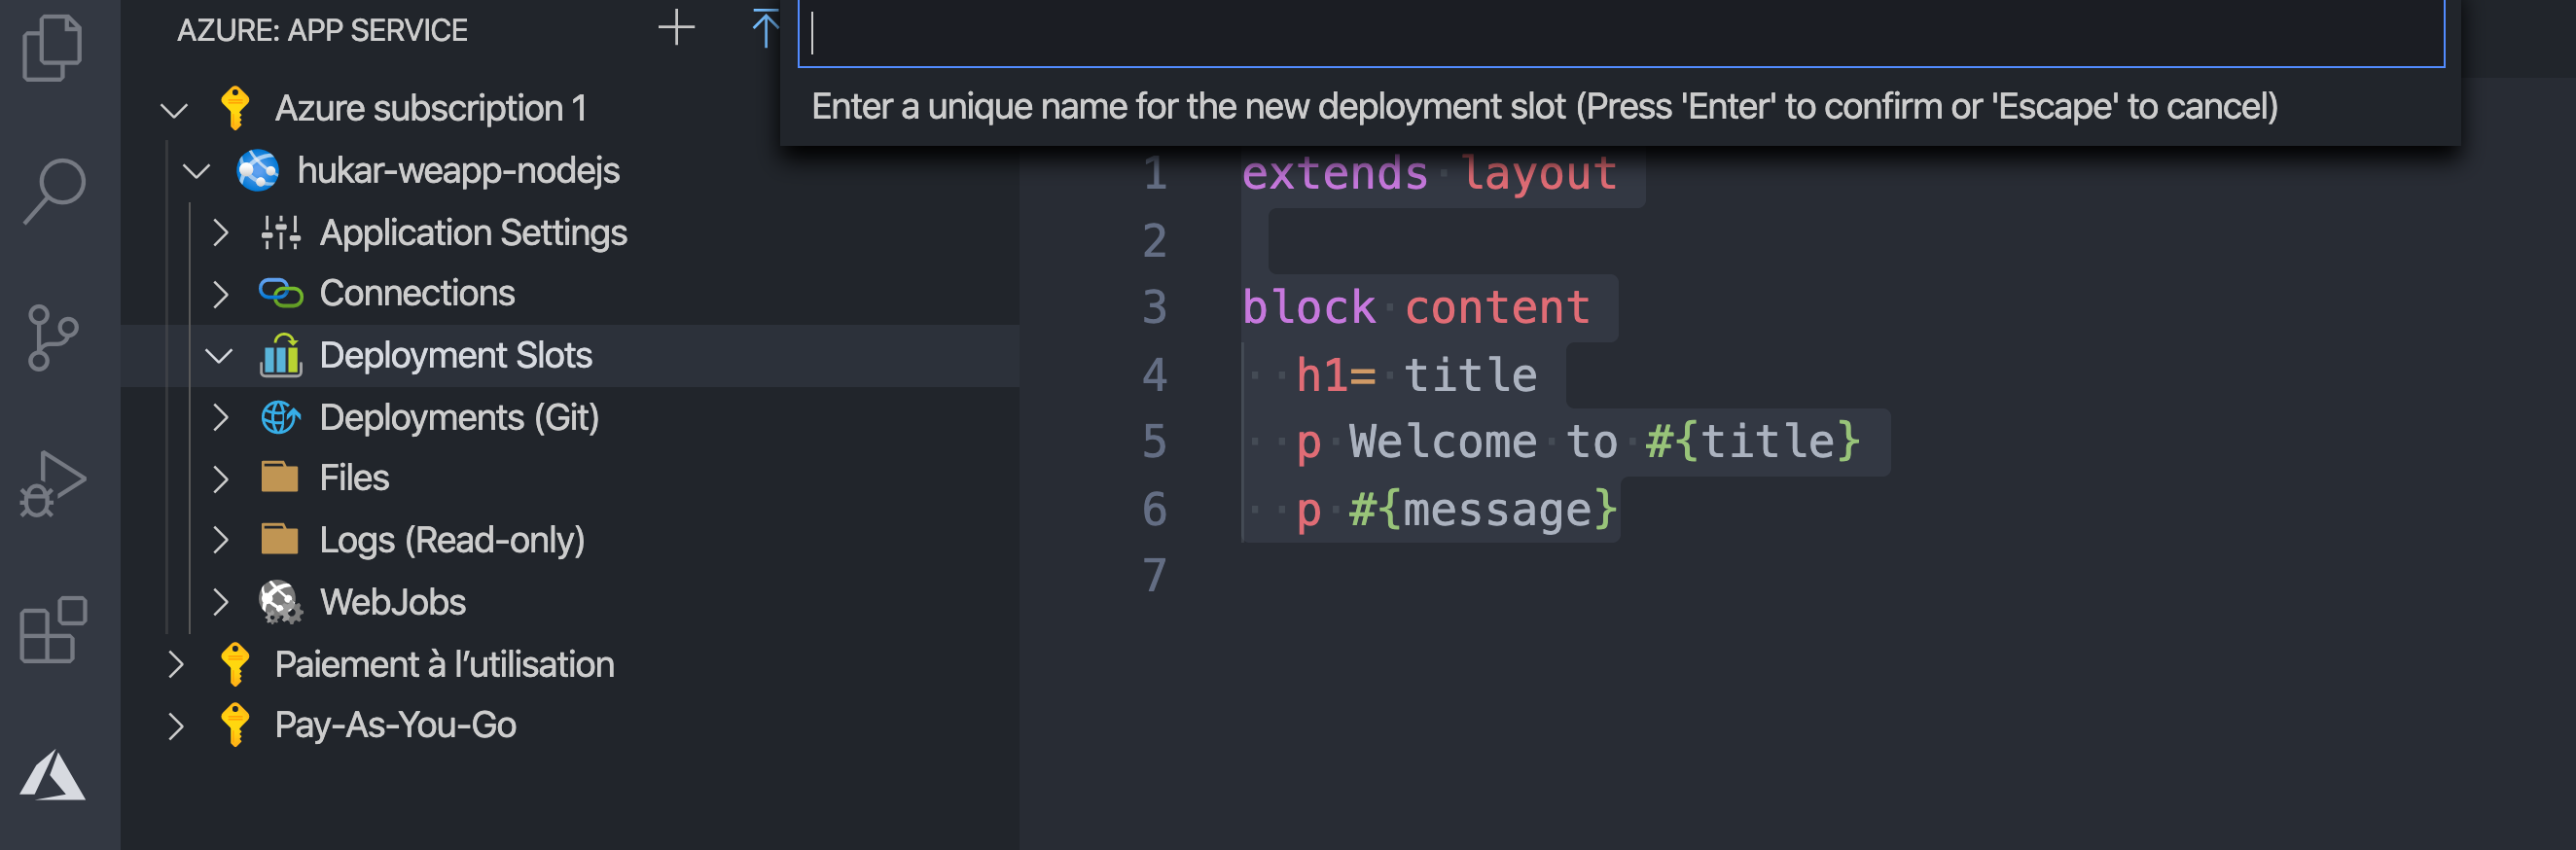 AZURE: APP SERVICE
Azure subscription 1
hukar-weapp-nodejs
Application Settings
Connections
Deployment Slots
Deployments (Git)
Files
Logs (Read-only)
WebJobs
Paiement à l’utilisation
Pay-As-You-Go
Enter a unique name for the new deployment slot (Press 'Enter' to confirm or 'Escape' to cancel)
1 extends layout
2
3 block content
4 h1= title
5 p Welcome to #{title}
6 p #{message}
7